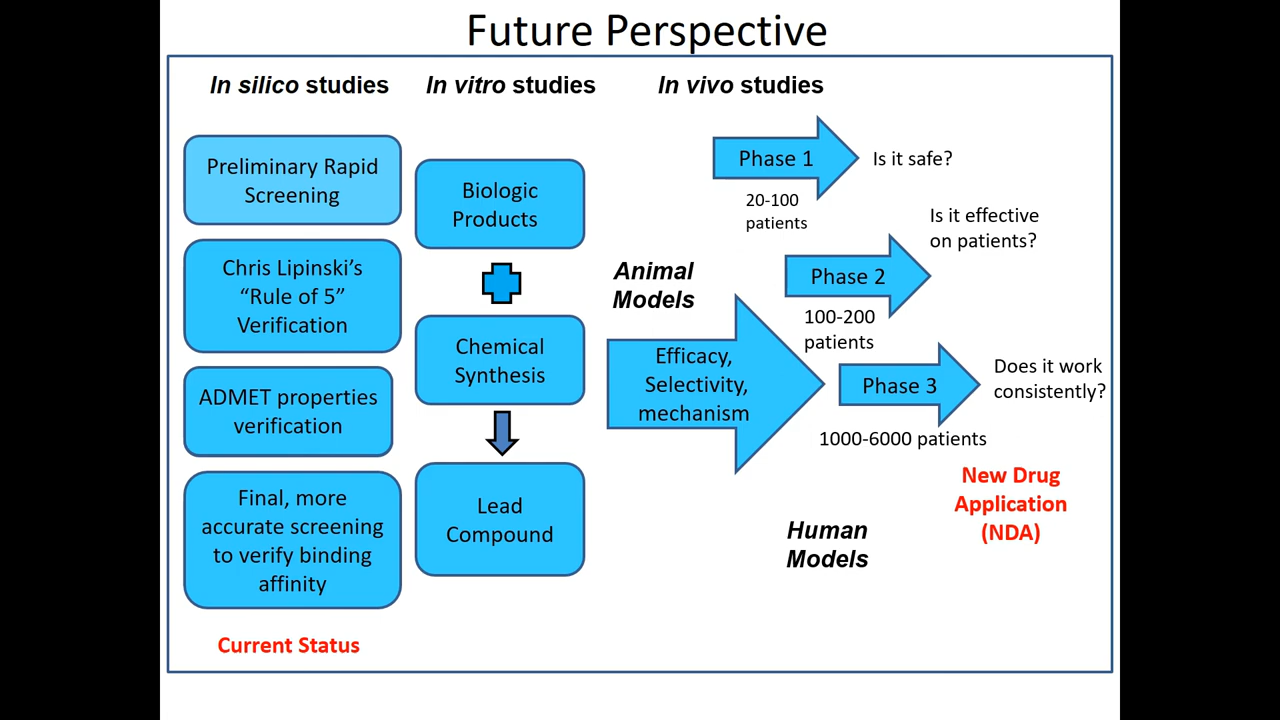 Future Perspective
In silico studies
In vitro studies
In vivo studies
Preliminary Rapid
Screening
Chris Lipinski’s
“Rule of 5”
Verification
ADMET properties
verification
Final, more
accurate screening
to verify binding
affinity
Current Status
Biologic
Products
Chemical
Synthesis
Lead
Compound
Animal
Models
Efficacy,
Selectivity,
mechanism
Phase 1
Is it safe?
20-100
patients
Is it effective
on patients?
Phase 2
100-200
patients
Phase 3
Does it work
consistently?
1000-6000 patients
New Drug
Application
(NDA)
Human
Models